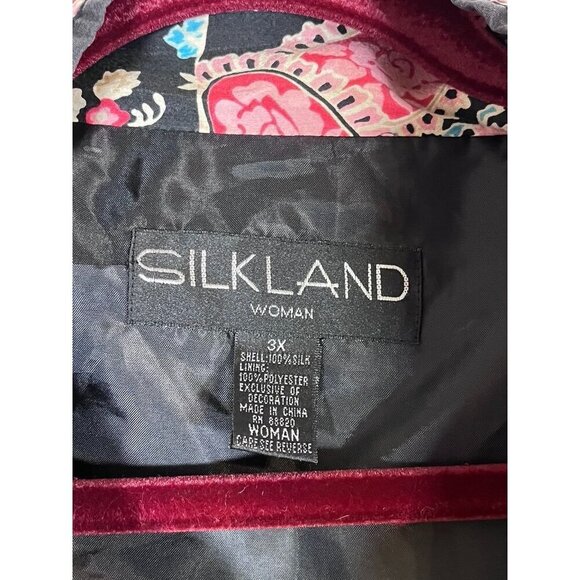 SILKLAND
WOMAN
3X
SHELL:100%SILK
LINING:
100%POLYESTER
EXCLUSIVE OF
DECORATION
MADE IN CHINA
RN 88820
WOMAN
CARE SEE REVERSE